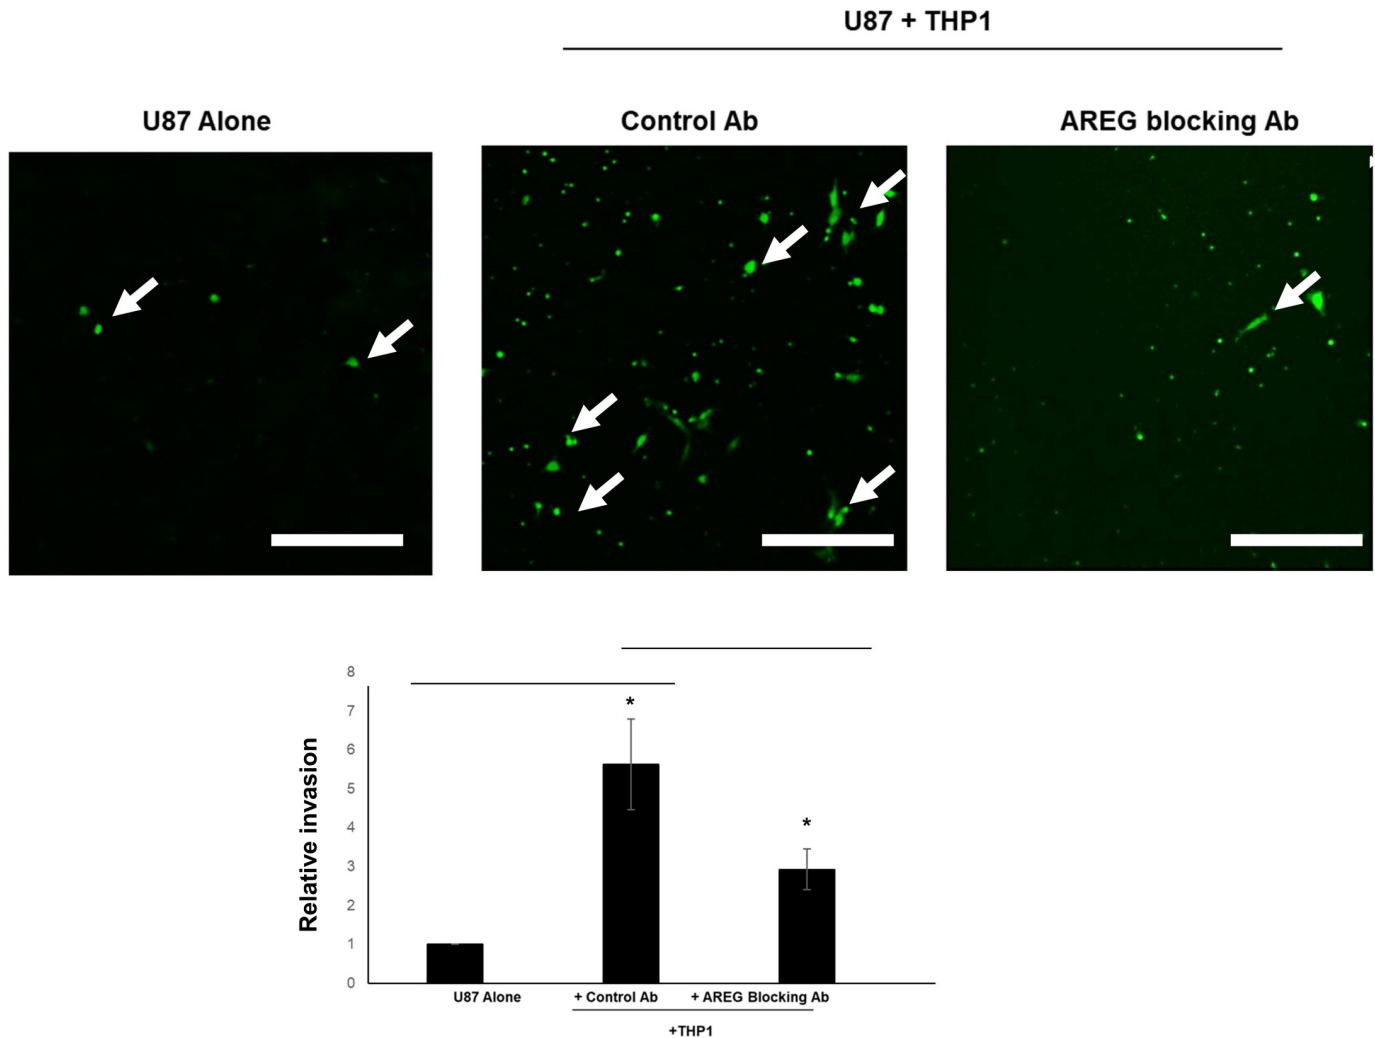 U87 + THP1
U87 Alone
Control Ab
AREG blocking Ab
8
7
6
5
4
3
2
1
0
Relative invasion
*
*
U87 Alone
+ Control Ab
+ AREG Blocking Ab
+THP1